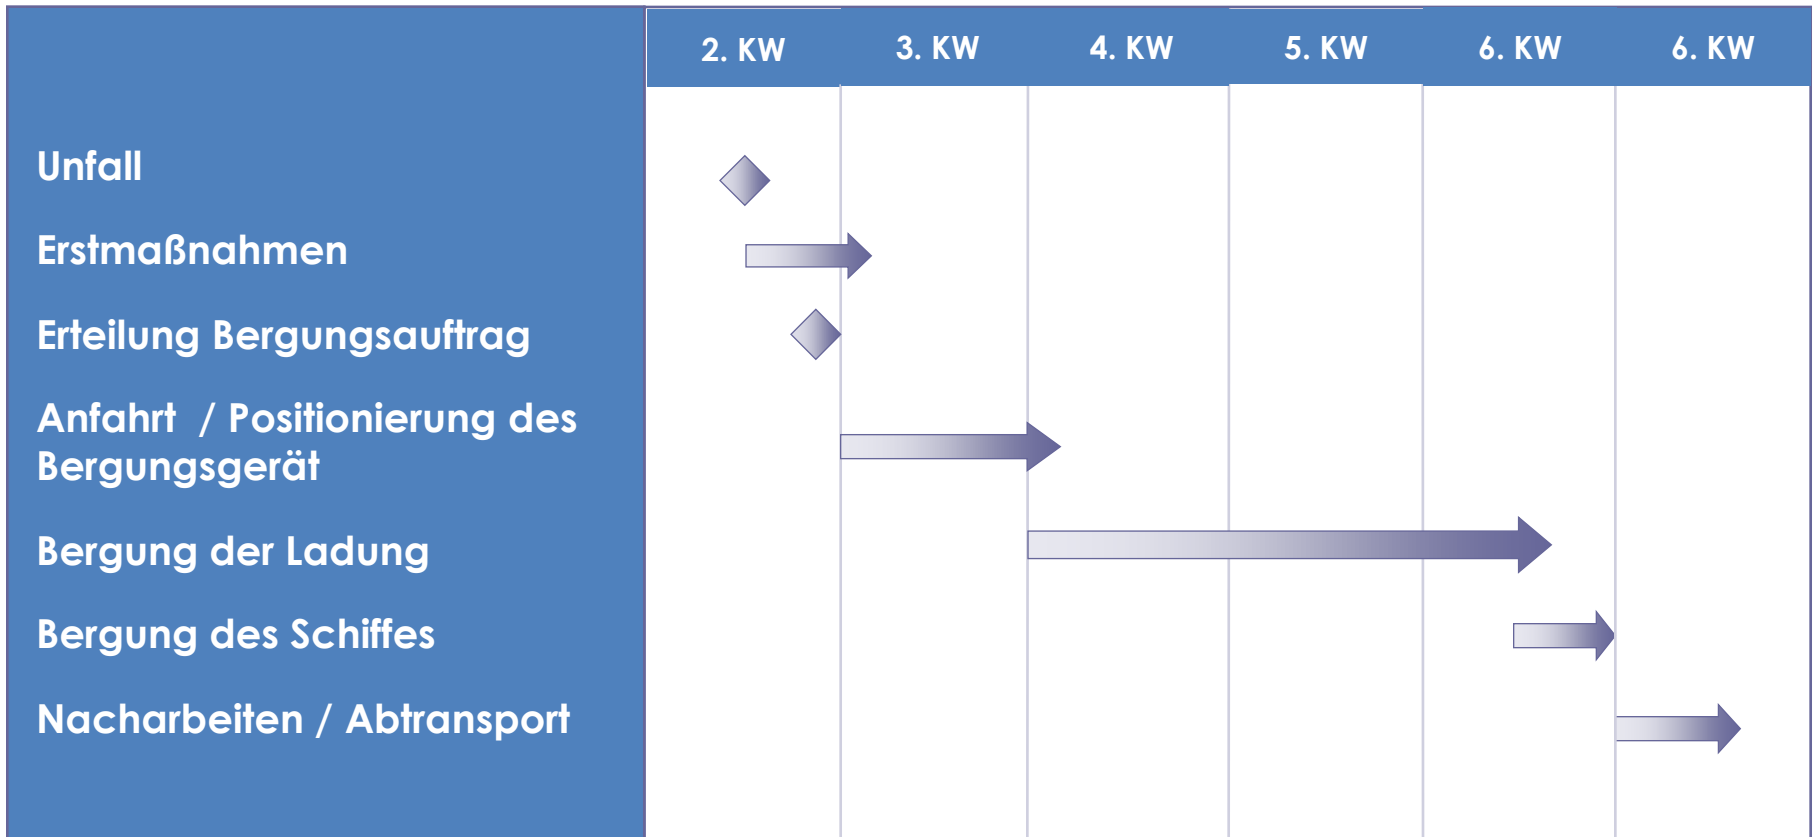 2. KW 3. KW 4. KW 5. KW 6. KW 6. KW
Unfall
Erstmaßnahmen
Erteilung Bergungsauftrag
Anfahrt / Positionierung des
Bergungsgerät
Bergung der Ladung
Bergung des Schiffes
Nacharbeiten / Abtransport